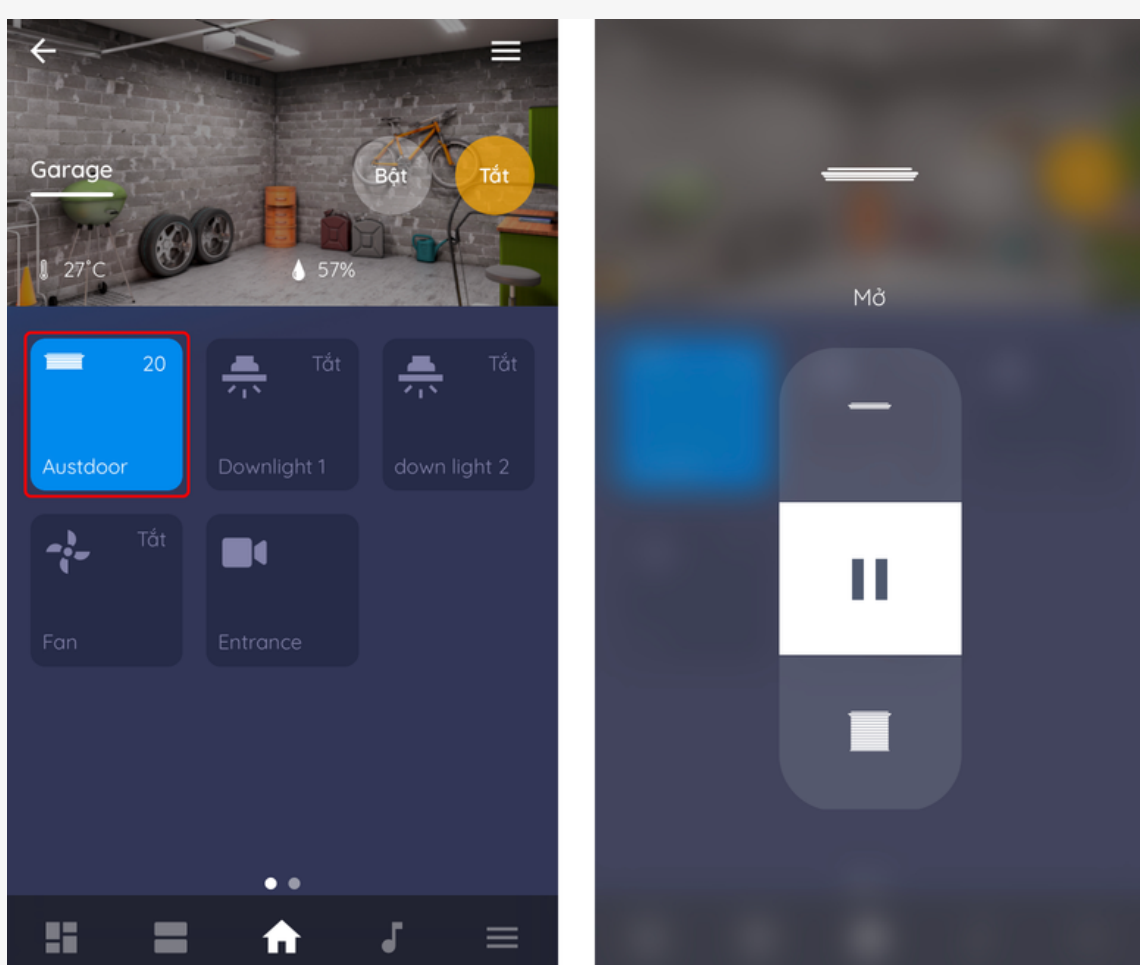 Garage
Bật
Tắt
27°C
57%
20
Tắt
Tắt
Austdoor
Downlight 1
down light 2
Tắt
Fan
Entrance
Mở